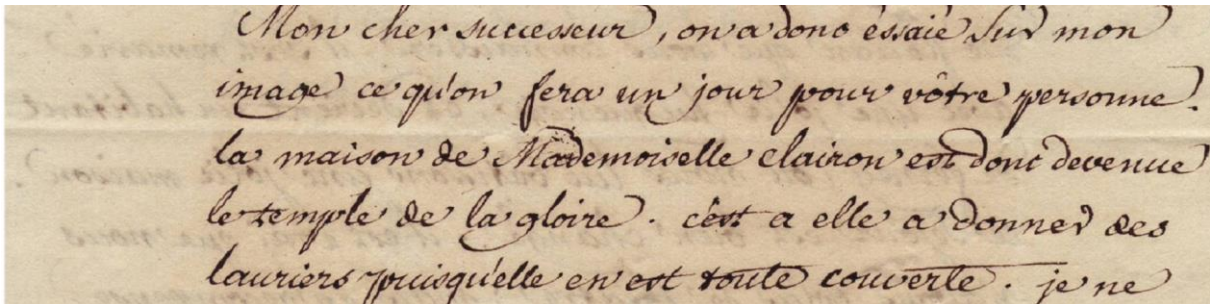 Mon cher successeur, on a donc éssaié sur mon
image ce qu'on fera un jour pour vôtre personne.
la maison de Mademoiselle clairon est donc devenue
le temple de la gloire. c'est a elle a donner des
lauriers puisqu'elle en est toute couverte. je ne